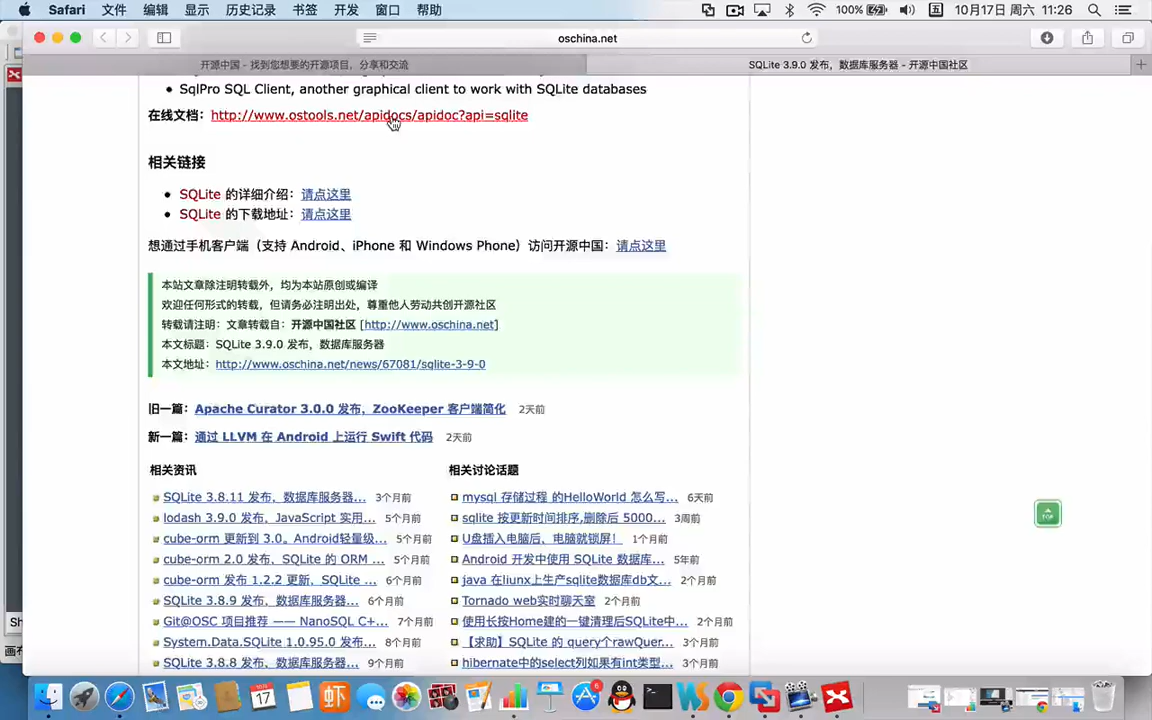 Safari 文件 编辑 显示 历史记录 书签 开发 窗口 帮助 100% 五 10月17日 周六 11:26
oschina.net
开源中国 - 找到您想要的开源项目，分享和交流 SQLite 3.9.0 发布，数据库服务器 - 开源中国社区
SqlPro SQL Client, another graphical client to work with SQLite databases
在线文档：http://www.ostools.net/apidocs/apidoc?api=sqlite
相关链接
SQLite 的详细介绍：请点这里
SQLite 的下载地址：请点这里
想通过手机客户端（支持 Android、iPhone 和 Windows Phone）访问开源中国：请点这里
本站文章除注明转载外，均为本站原创或编译
欢迎任何形式的转载，但请务必注明出处，尊重他人劳动共创开源社区
转载请注明：文章转载自：开源中国社区 [http://www.oschina.net]
本文标题：SQLite 3.9.0 发布，数据库服务器
本文地址：http://www.oschina.net/news/67081/sqlite-3-9-0
旧一篇：Apache Curator 3.0.0 发布，ZooKeeper 客户端简化 2天前
新一篇：通过 LLVM 在 Android 上运行 Swift 代码 2天前
相关资讯
SQLite 3.8.11 发布，数据库服务器... 3个月前
lodash 3.9.0 发布，JavaScript 实用... 5个月前
cube-orm 更新到 3.0。Android轻量级... 5个月前
cube-orm 2.0 发布，SQLite 的 ORM ... 5个月前
cube-orm 发布 1.2.2 更新，SQLite ... 6个月前
SQLite 3.8.9 发布，数据库服务器... 6个月前
Git@OSC 项目推荐 —— NanoSQL C+... 7个月前
System.Data.SQLite 1.0.95.0 发布... 8个月前
SQLite 3.8.8 发布，数据库服务器... 9个月前
相关讨论话题
mysql 存储过程 的HelloWorld 怎么写... 6天前
sqlite 按更新时间排序,删除后 5000... 3周前
U盘插入电脑后、电脑就锁屏！ 1个月前
Android 开发中使用 SQLite 数据库... 5年前
java 在liunx上生产sqlite数据库db文... 2个月前
Tornado web实时聊天室 2个月前
使用长按Home建的一键清理后SQLite中... 2个月前
【求助】SQLite 的 query个rawQuer... 3个月前
hibernate中的select列如果有int类型... 3个月前
TOP
Sh
17
虾
6